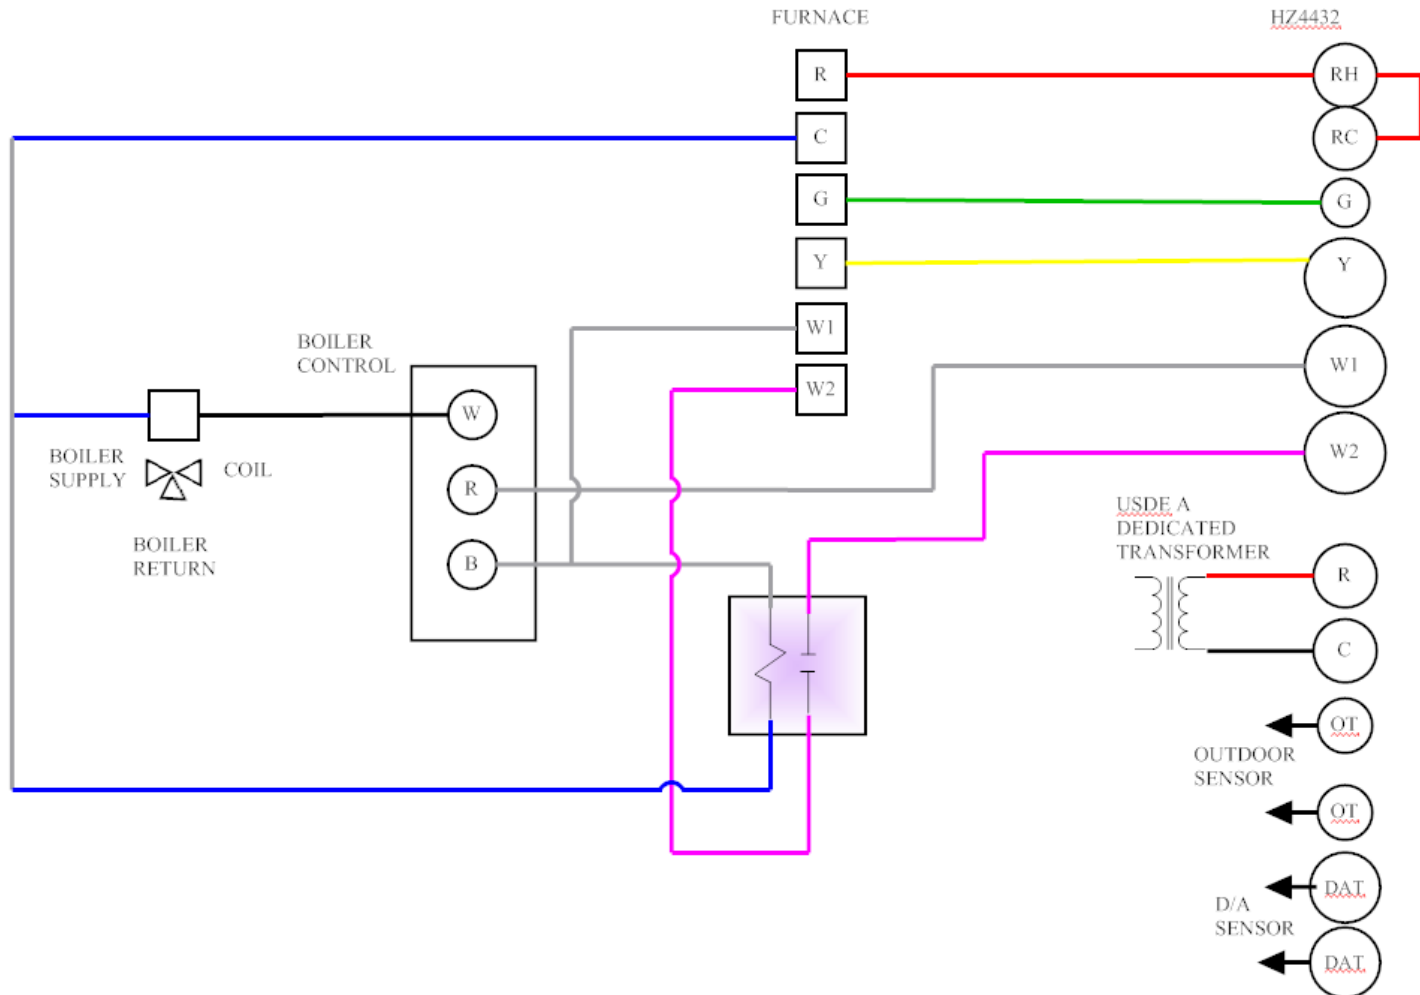 FURNACE
HZ4432
R
RH
C
RC
G
G
Y
Y
W1
W1
W2
W2
BOILER
CONTROL
W
R
B
BOILER
SUPPLY
COIL
BOILER
RETURN
USDE A
DEDICATED
TRANSFORMER
R
C
OT
OUTDOOR
SENSOR
OT
DAT
D/A
SENSOR
DAT